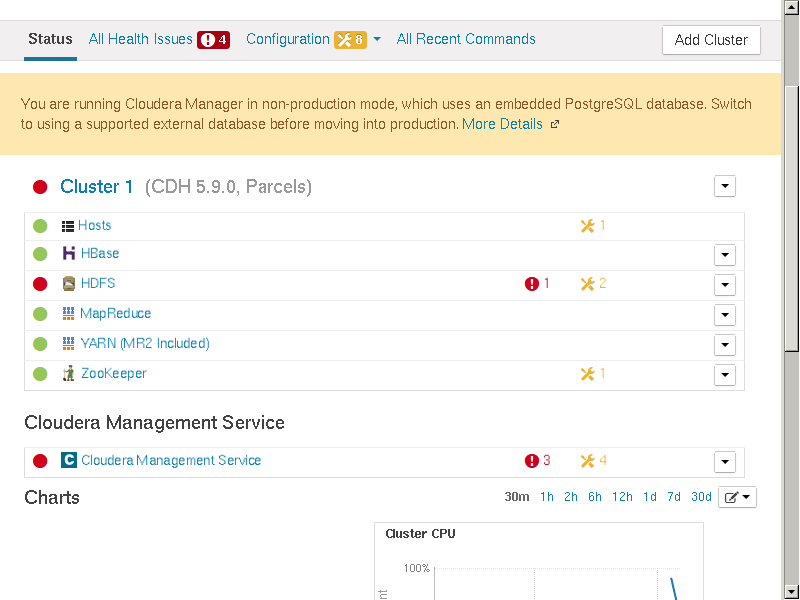 Status All Health Issues 4 Configuration 8 All Recent Commands Add Cluster
You are running Cloudera Manager in non-production mode, which uses an embedded PostgreSQL database. Switch
to using a supported external database before moving into production. More Details
Cluster 1 (CDH 5.9.0, Parcels)
Hosts 1
HBase
HDFS 1 2
MapReduce
YARN (MR2 Included)
ZooKeeper 1
Cloudera Management Service
C Cloudera Management Service 3 4
Charts 30m 1h 2h 6h 12h 1d 7d 30d
Cluster CPU
100%